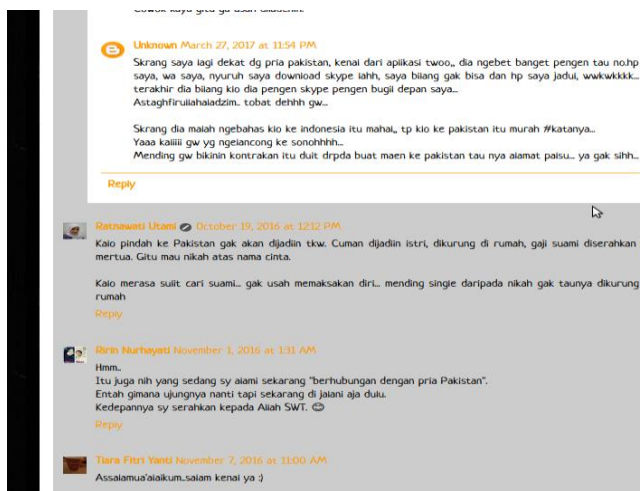 Cowok kaya gitu ga usah diladenin.
Unknown March 27, 2017 at 11:54 PM
Skrang saya lagi dekat dg pria pakistan, kenal dari aplikasi twoo,, dia ngebet banget pengen tau no.hp
saya, wa saya, nyuruh saya download skype lahh, saya bilang gak bisa dan hp saya jadul, wwkwkkkk...
terakhir dia bilang klo dia pengen skype pengen bugil depan saya...
Astaghfirullahaladzim.. tobat dehhh gw...
Skrang dia malah ngebahas klo ke indonesia itu mahal,, tp klo ke pakistan itu murah #katanya...
Yaaa kaliiii gw yg ngelancong ke sonohhhh...
Mending gw bikinin kontrakan itu duit drpda buat maen ke pakistan tau nya alamat palsu... ya gak sihh...
Reply
Ratnawati Utami October 19, 2016 at 12:12 PM
Kalo pindah ke Pakistan gak akan dijadiin tkw. Cuman dijadiin istri, dikurung di rumah, gaji suami diserahkan
mertua. Gitu mau nikah atas nama cinta.
Kalo merasa sulit cari suami... gak usah memaksakan diri... mending single daripada nikah gak taunya dikurung
rumah
Reply
Ririn Nurhayati November 1, 2016 at 1:31 AM
Hmm..
Itu juga nih yang sedang sy alami sekarang "berhubungan dengan pria Pakistan".
Entah gimana ujungnya nanti tapi sekarang di jalani aja dulu.
Kedepannya sy serahkan kepada Allah SWT. 😊
Reply
Tiara Fitri Yanti November 7, 2016 at 11:00 AM
Assalamua'alaikum..salam kenal ya :)